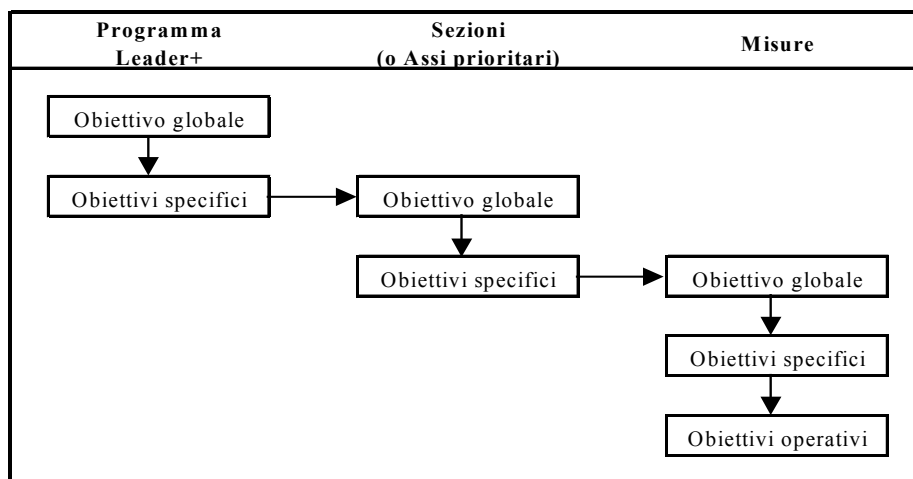 Programma
Leader+
Sezioni
(o Assi prioritari)
Misure
Obiettivo globale
Obiettivi specifici
Obiettivo globale
Obiettivi specifici
Obiettivo globale
Obiettivi specifici
Obiettivi operativi